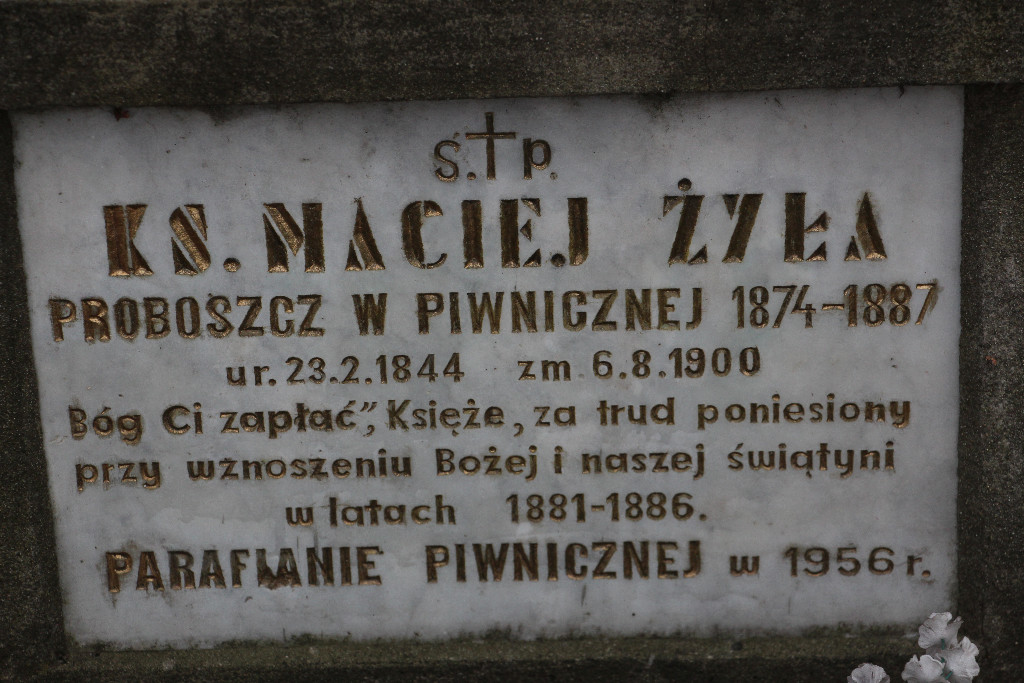 Ś.†P.
KS. MACIEJ ŻYŁA
PROBOSZCZ W PIWNICZNEJ 1874-1887
ur. 23.2.1844 zm 6.8.1900
Bóg Ci zapłać", Księże, za trud poniesiony
przy wznoszeniu Bożej i naszej świątyni
w latach 1881-1886.
PARAFIANIE PIWNICZNEJ w 1956 r.